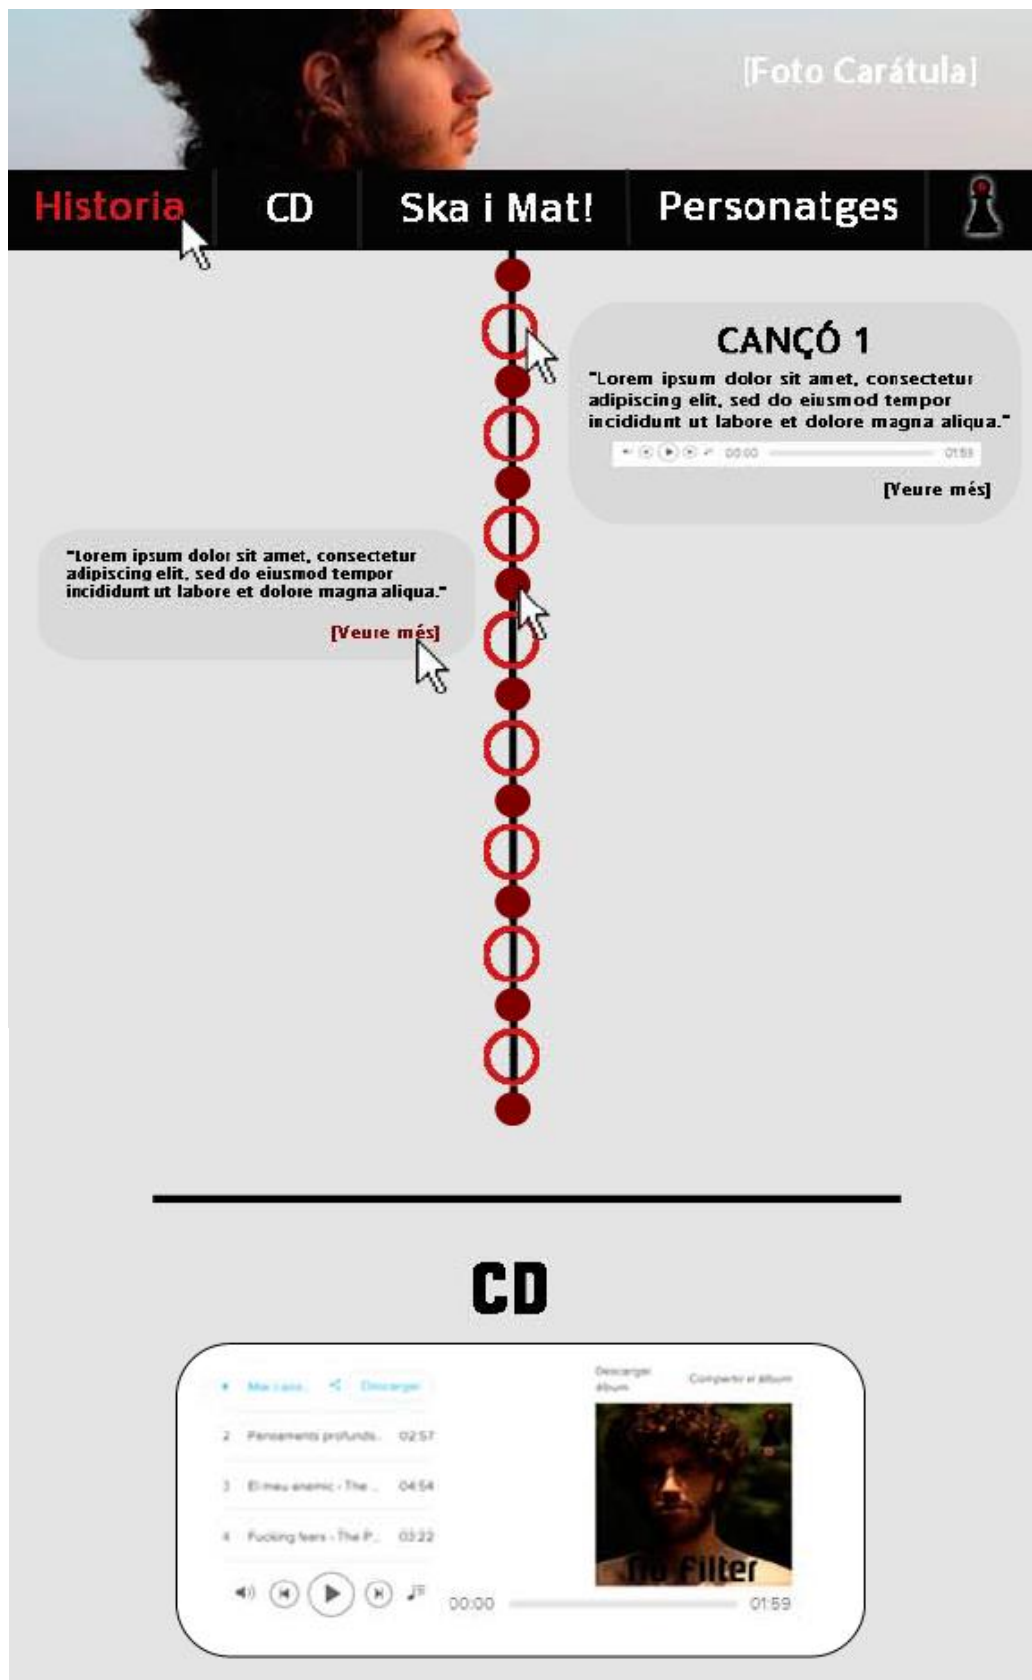 [Foto Carátula]
Historia
CD
Ska i Mat!
Personatges
CANÇÓ 1
"Lorem ipsum dolor sit amet, consectetur
adipiscing elit, sed do eiusmod tempor
incididunt ut labore et dolore magna aliqua."
00:00 01:59
[Veure més]
"Lorem ipsum dolor sit amet, consectetur
adipiscing elit, sed do eiusmod tempor
incididunt ut labore et dolore magna aliqua."
[Veure més]
CD
Descargar
Descargar
álbum
Compartir el álbum
2 Pensaments profunds.. 02:57
3 El meu enemic - The .. 04:54
4 Fucking fears - The P.. 03:22
No Filter
00:00 01:59